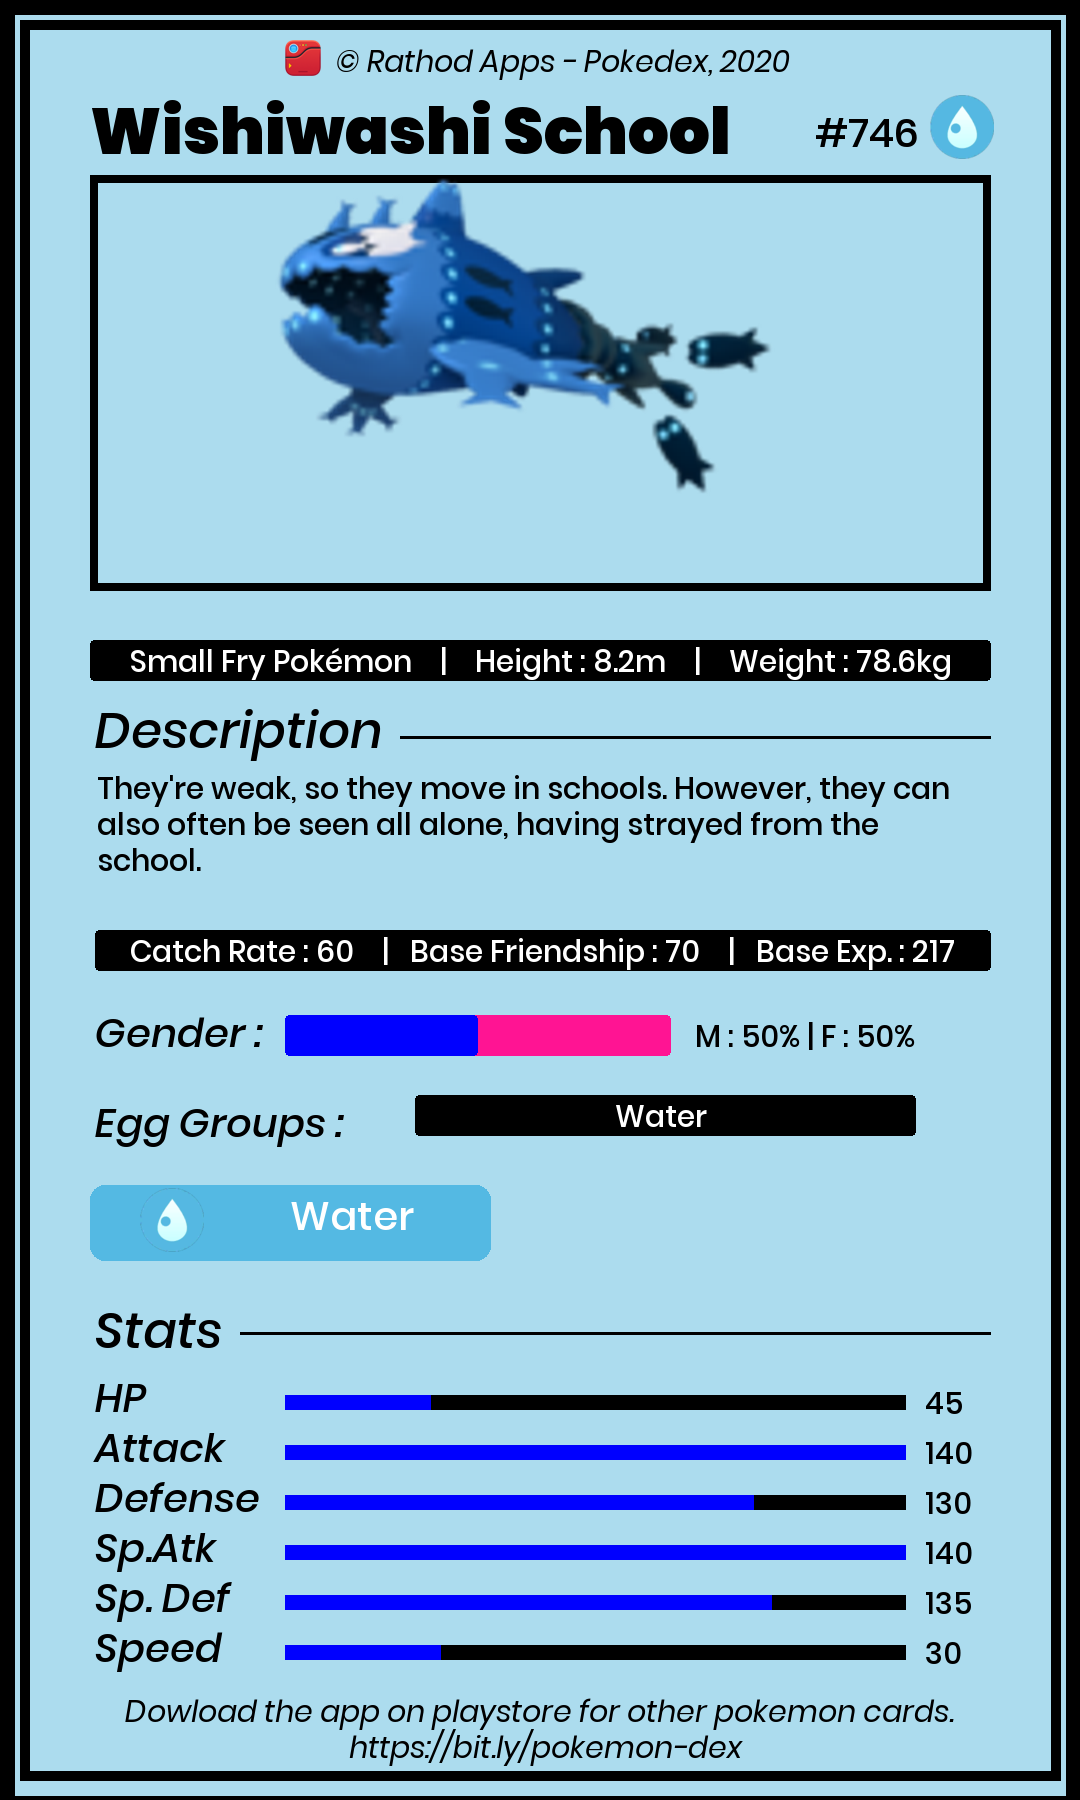 © Rathod Apps - Pokedex, 2020
Wishiwashi School #746
Small Fry Pokémon | Height : 8.2m | Weight : 78.6kg
Description
They're weak, so they move in schools. However, they can
also often be seen all alone, having strayed from the
school.
Catch Rate : 60 | Base Friendship : 70 | Base Exp. : 217
Gender : M : 50% | F : 50%
Egg Groups : Water
Water
Stats
HP 45
Attack 140
Defense 130
Sp.Atk 140
Sp. Def 135
Speed 30
Dowload the app on playstore for other pokemon cards.
https://bit.ly/pokemon-dex